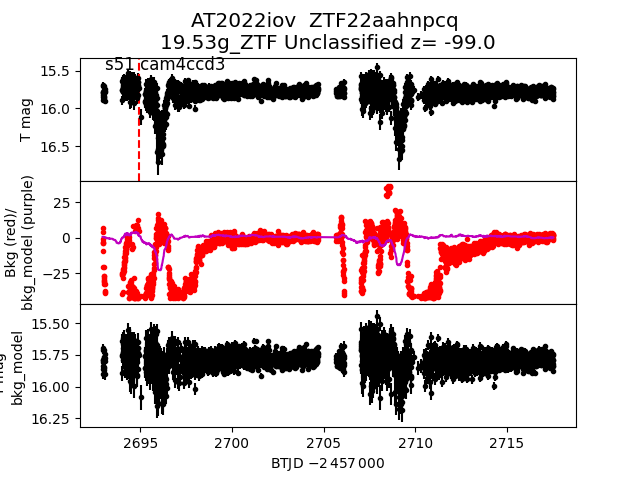 AT2022iov  ZTF22aahnpcq
19.53g_ZTF Unclassified z= -99.0
s51 cam4ccd3
T mag
15.5
16.0
16.5
Bkg (red)/
bkg_model (purple)
25
0
−25
bkg_model
15.50
15.75
16.00
16.25
2695
2700
2705
2710
2715
BTJD −2 457 000